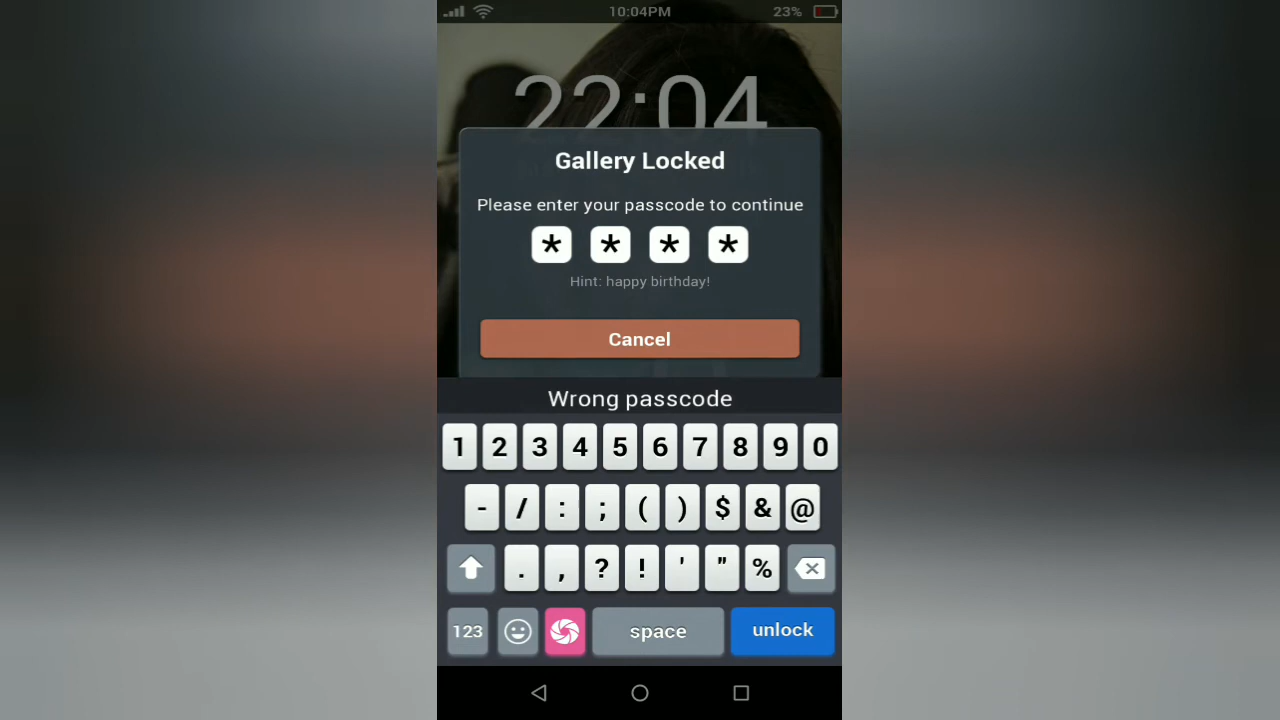 10:04PM 23%
22:04
Gallery Locked
Please enter your passcode to continue
* * * *
Hint: happy birthday!
Cancel
Wrong passcode
1 2 3 4 5 6 7 8 9 0
- / : ; ( ) $ & @
. , ? ! ' " %
123 space unlock